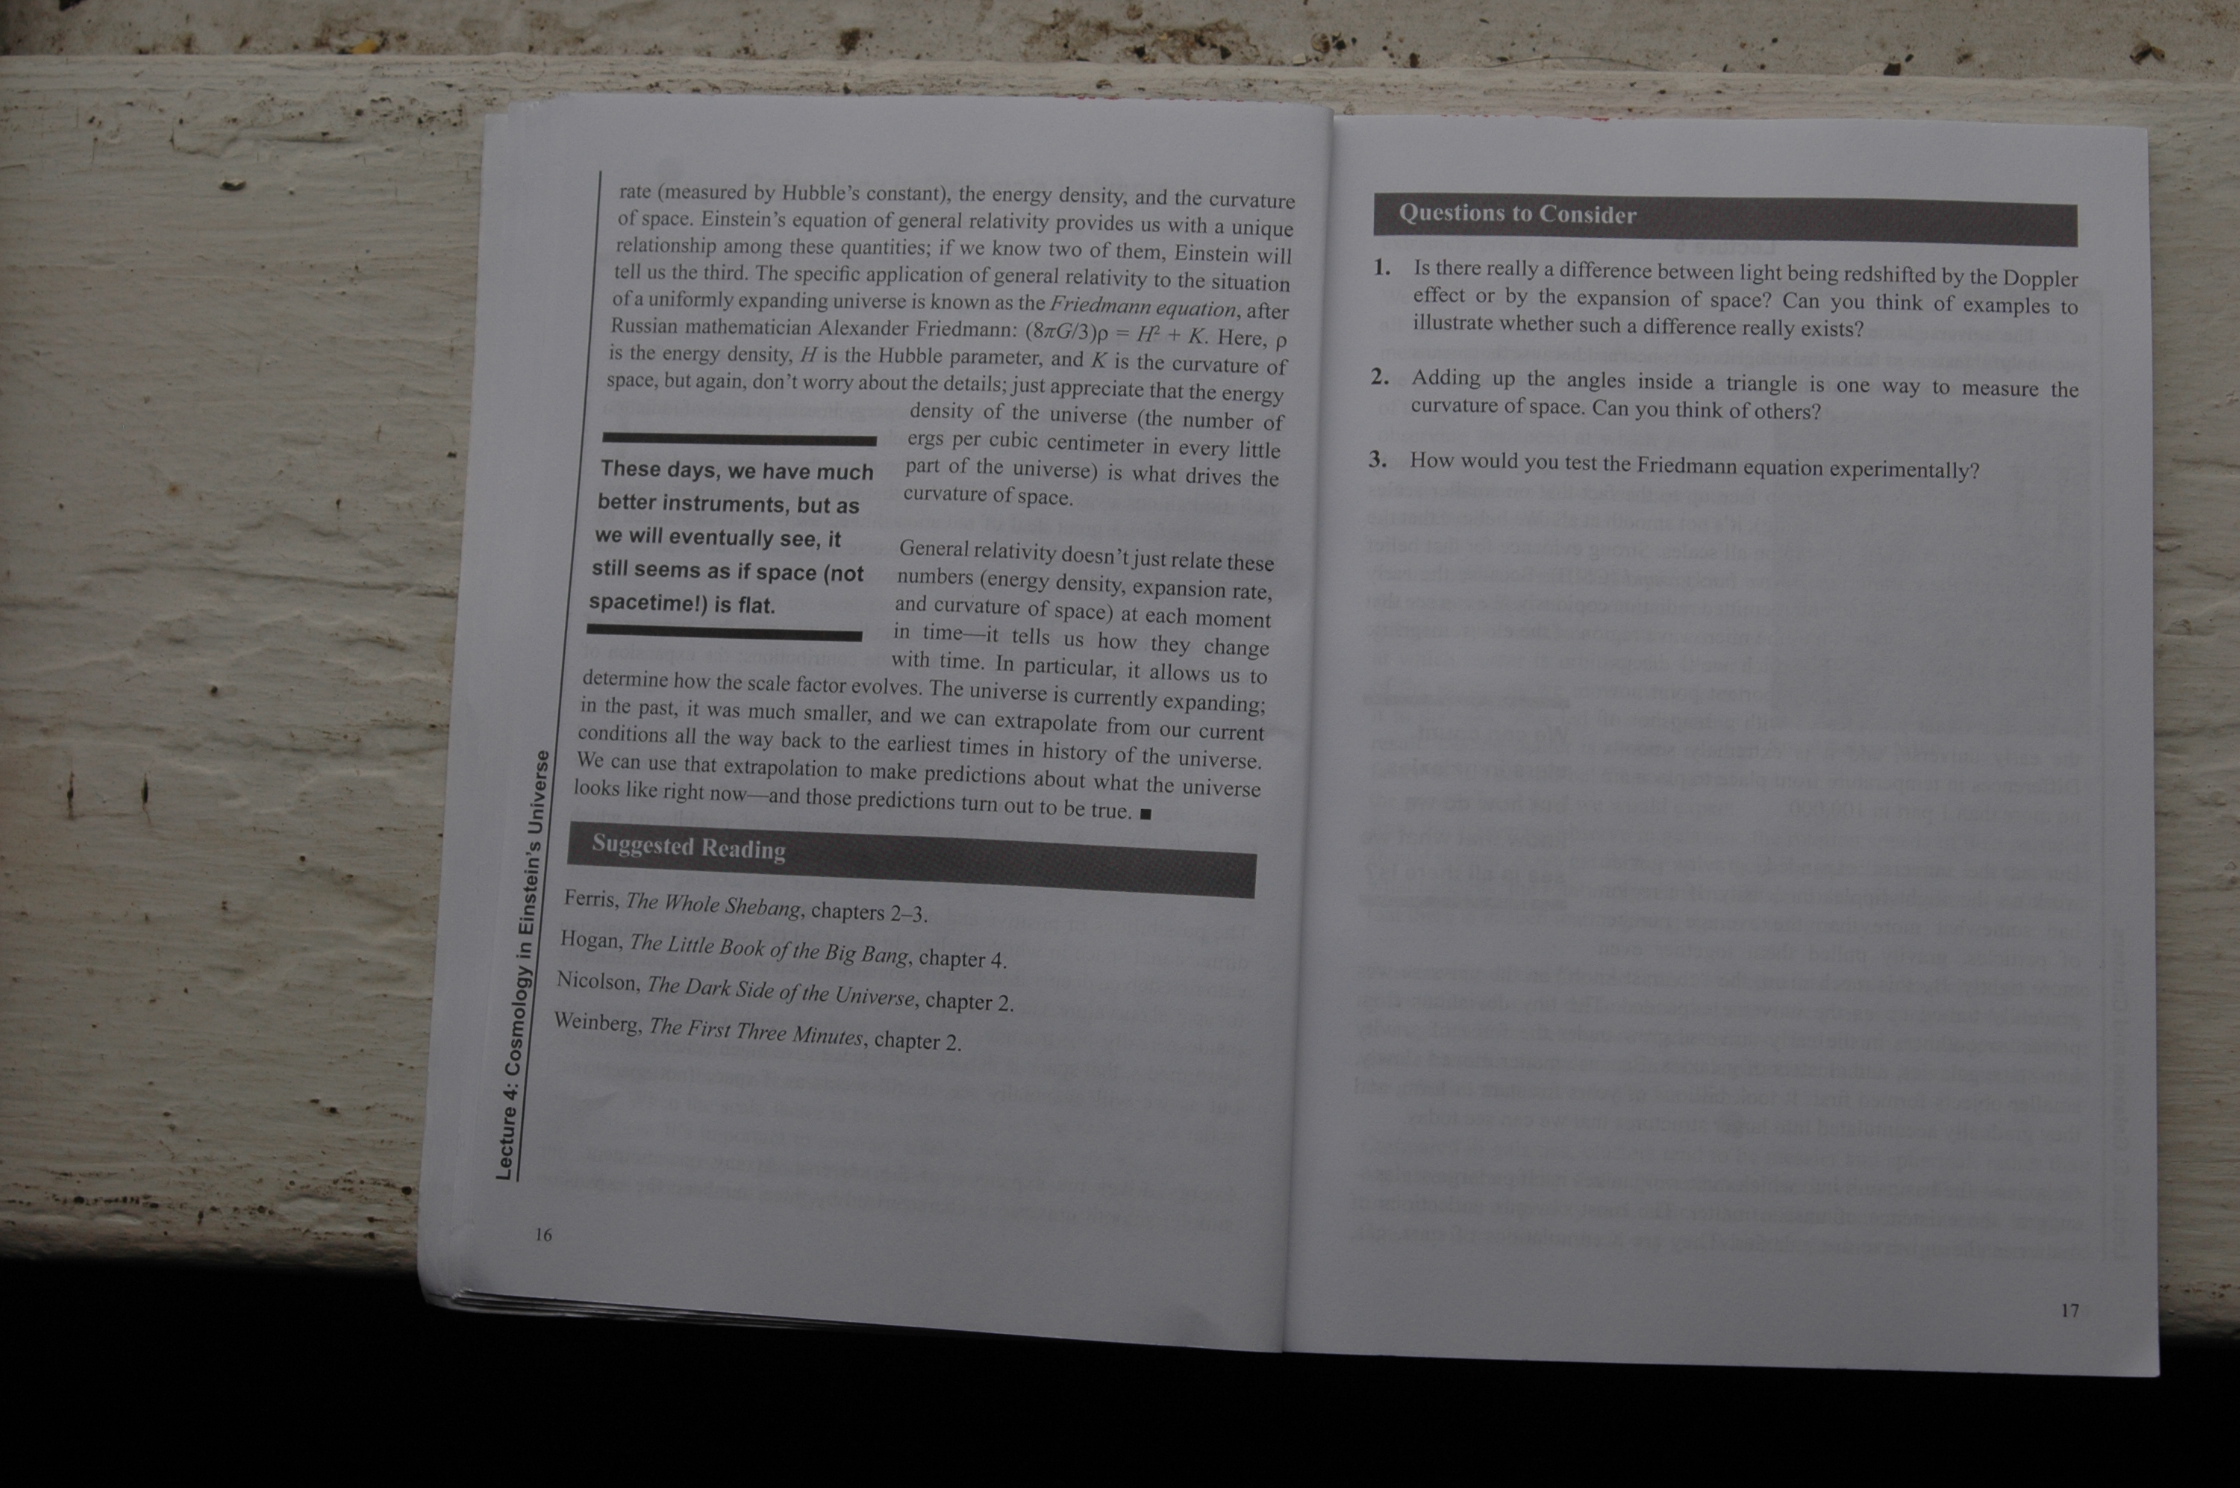 rate (measured by Hubble's constant), the energy density, and the curvature
of space. Einstein's equation of general relativity provides us with a unique
relationship among these quantities; if we know two of them, Einstein will
tell us the third. The specific application of general relativity to the situation
of a uniformly expanding universe is known as the Friedmann equation, after
Russian mathematician Alexander Friedmann: (8πG/3)ρ = H² + K. Here, ρ
is the energy density, H is the Hubble parameter, and K is the curvature of
space, but again, don't worry about the details; just appreciate that the energy
density of the universe (the number of
ergs per cubic centimeter in every little
part of the universe) is what drives the
curvature of space.
These days, we have much
better instruments, but as
we will eventually see, it
still seems as if space (not
spacetime!) is flat.
General relativity doesn't just relate these
numbers (energy density, expansion rate,
and curvature of space) at each moment
in time—it tells us how they change
with time. In particular, it allows us to
determine how the scale factor evolves. The universe is currently expanding;
in the past, it was much smaller, and we can extrapolate from our current
conditions all the way back to the earliest times in history of the universe.
We can use that extrapolation to make predictions about what the universe
looks like right now—and those predictions turn out to be true. ■
Suggested Reading
Ferris, The Whole Shebang, chapters 2–3.
Hogan, The Little Book of the Big Bang, chapter 4.
Nicolson, The Dark Side of the Universe, chapter 2.
Weinberg, The First Three Minutes, chapter 2.
Lecture 4: Cosmology in Einstein's Universe
16
Questions to Consider
1. Is there really a difference between light being redshifted by the Doppler
effect or by the expansion of space? Can you think of examples to
illustrate whether such a difference really exists?
2. Adding up the angles inside a triangle is one way to measure the
curvature of space. Can you think of others?
3. How would you test the Friedmann equation experimentally?
17